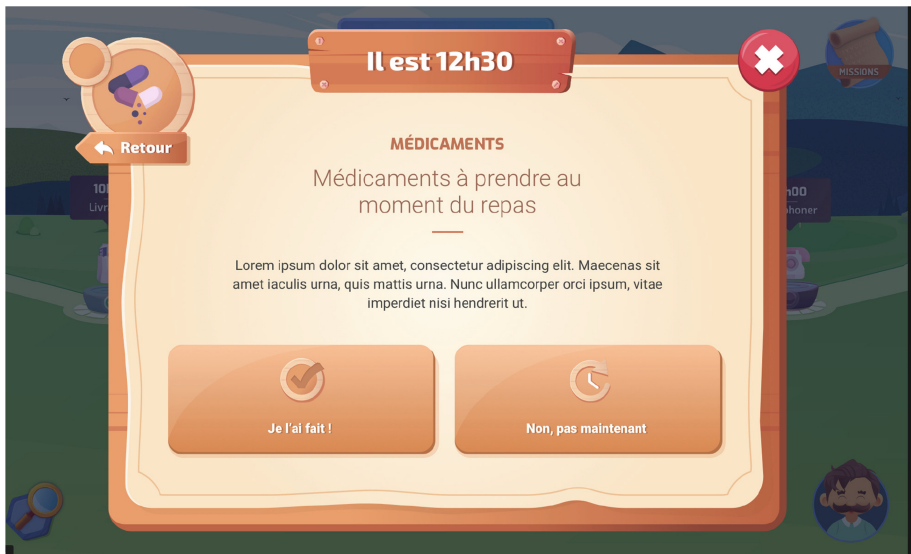 Il est 12h30
MISSIONS
Retour
MÉDICAMENTS
Médicaments à prendre au
moment du repas
Lorem ipsum dolor sit amet, consectetur adipiscing elit. Maecenas sit
amet iaculis urna, quis mattis urna. Nunc ullamcorper orci ipsum, vitae
imperdiet nisi hendrerit ut.
Je l'ai fait !
Non, pas maintenant